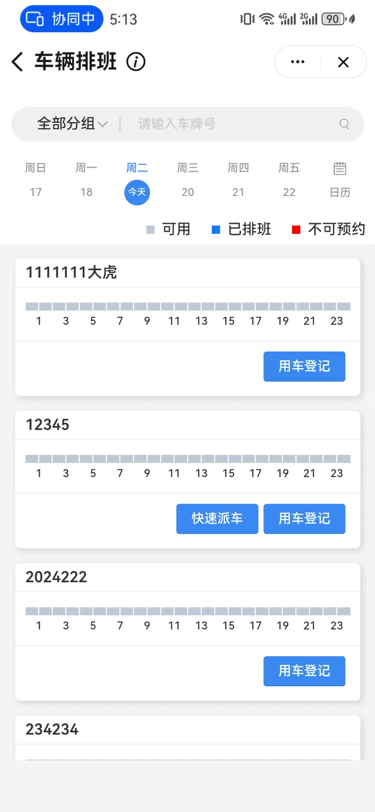 协同中 5:13 4G 2G 90
车辆排班
全部分组 请输入车牌号
周日 周一 周二 周三 周四 周五
17 18 今天 20 21 22 日历
可用 已排班 不可预约
1111111大虎
1 3 5 7 9 11 13 15 17 19 21 23
用车登记
12345
1 3 5 7 9 11 13 15 17 19 21 23
快速派车 用车登记
2024222
1 3 5 7 9 11 13 15 17 19 21 23
用车登记
234234